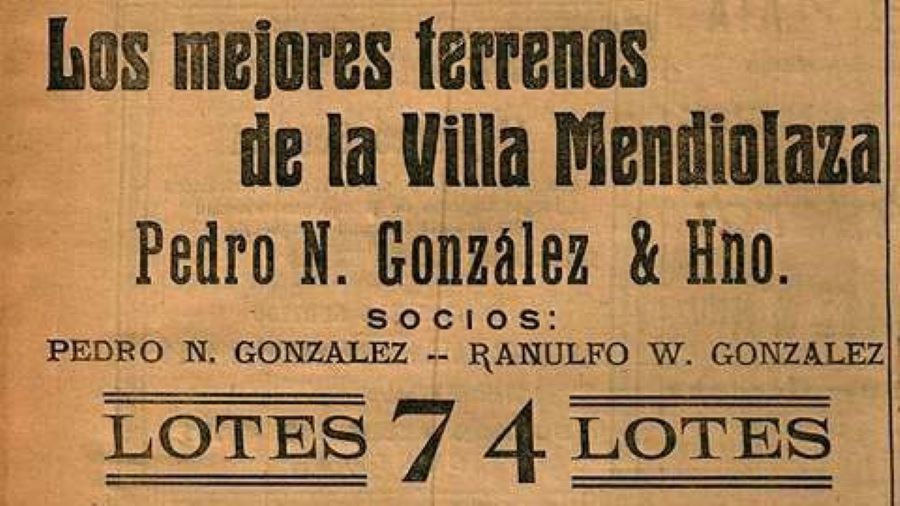 Los mejores terrenos
de la Villa Mendiolaza
Pedro N. González & Hno.
SOCIOS:
PEDRO N. GONZALEZ -- RANULFO W. GONZALEZ
LOTES 74 LOTES